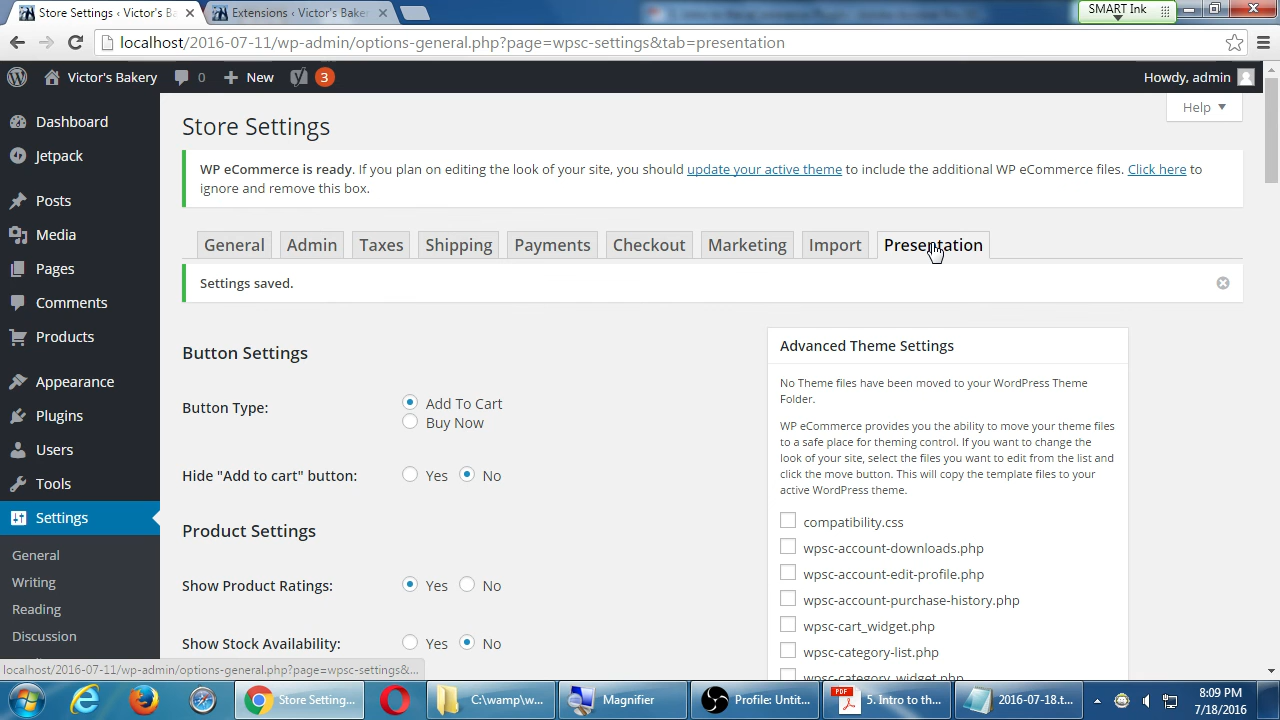 Store Settings ‹ Victor's Ba
Extensions ‹ Victor's Baker
SMART Ink
localhost/2016-07-11/wp-admin/options-general.php?page=wpsc-settings&tab=presentation
Victor's Bakery
0
New
3
Howdy, admin
Help
Dashboard
Jetpack
Posts
Media
Pages
Comments
Products
Appearance
Plugins
Users
Tools
Settings
General
Writing
Reading
Discussion
Store Settings
WP eCommerce is ready. If you plan on editing the look of your site, you should update your active theme to include the additional WP eCommerce files. Click here to
ignore and remove this box.
General Admin Taxes Shipping Payments Checkout Marketing Import Presentation
Settings saved.
Button Settings
Button Type:
Add To Cart
Buy Now
Hide "Add to cart" button:
Yes No
Product Settings
Show Product Ratings:
Yes No
Show Stock Availability:
Yes No
Advanced Theme Settings
No Theme files have been moved to your WordPress Theme
Folder.
WP eCommerce provides you the ability to move your theme files
to a safe place for theming control. If you want to change the
look of your site, select the files you want to edit from the list and
click the move button. This will copy the template files to your
active WordPress theme.
compatibility.css
wpsc-account-downloads.php
wpsc-account-edit-profile.php
wpsc-account-purchase-history.php
wpsc-cart_widget.php
wpsc-category-list.php
wpsc-category_widget.php
localhost/2016-07-11/wp-admin/options-general.php?page=wpsc-settings&...
Store Setting...
C:\wamp\w...
Magnifier
Profile: Untit...
PDF
5. Intro to th...
2016-07-18.t...
8:09 PM
7/18/2016